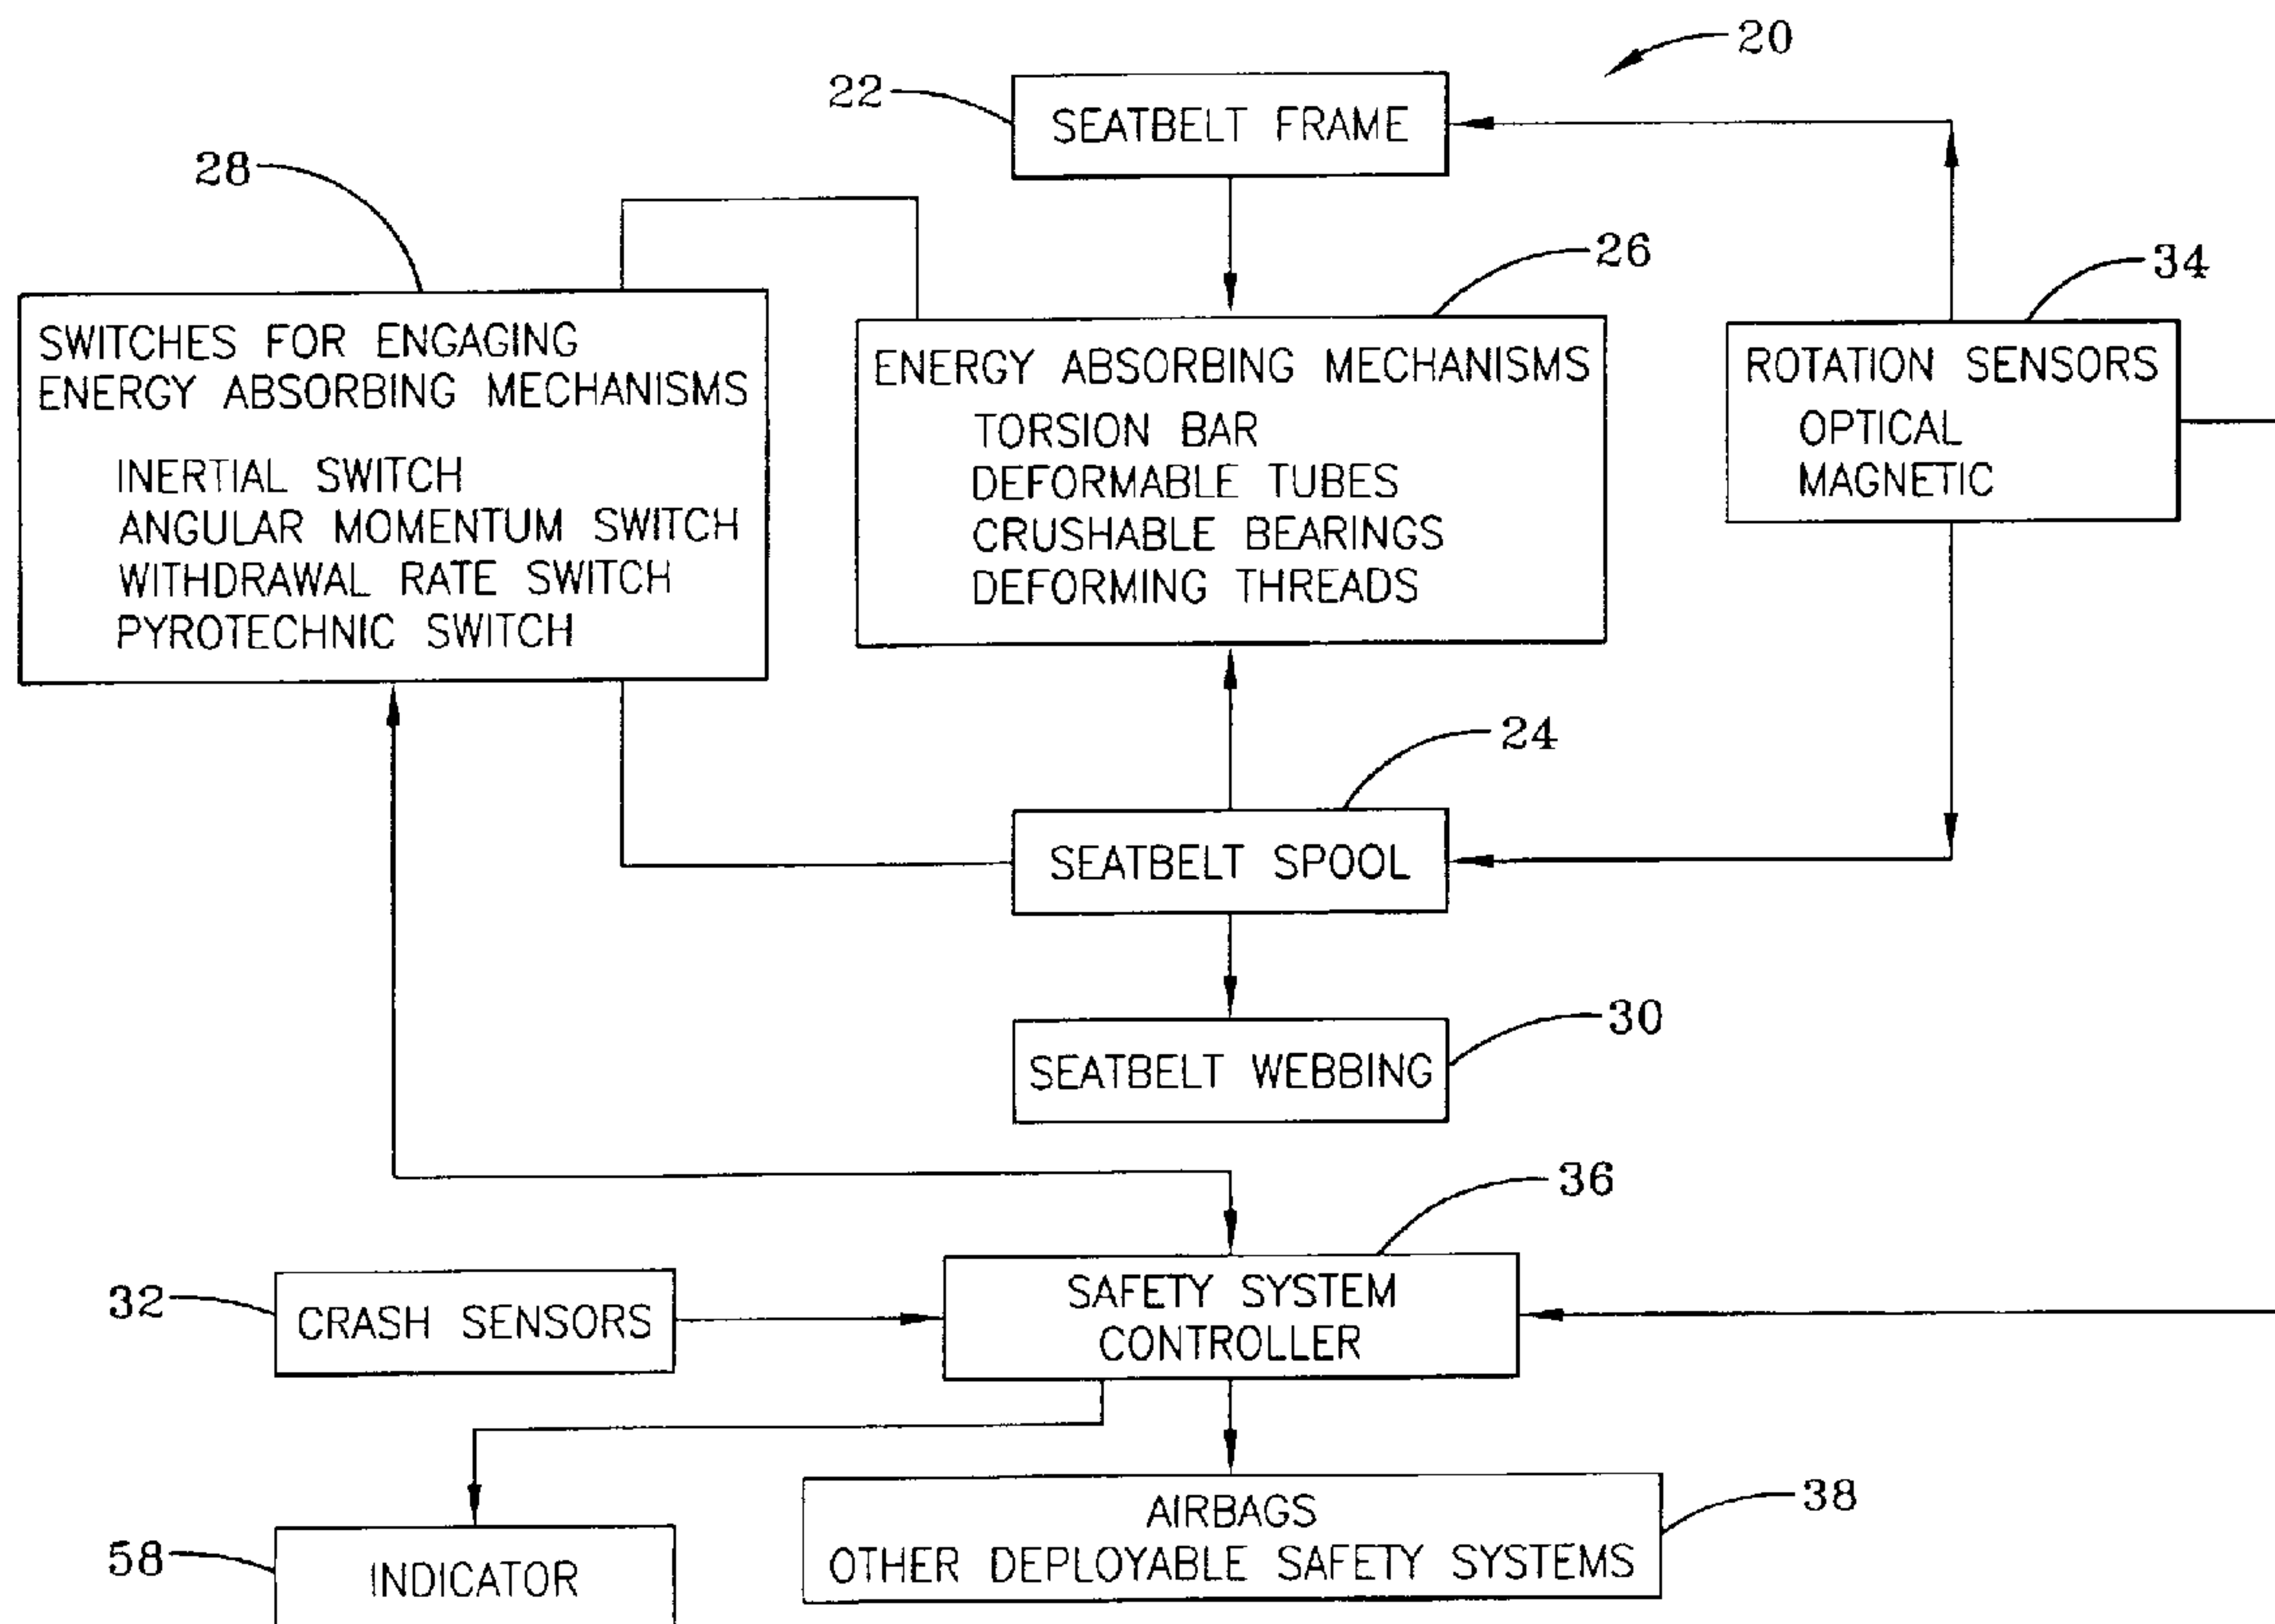 20
22
SEATBELT FRAME
28
26
34
SWITCHES FOR ENGAGING
ENERGY ABSORBING MECHANISMS
INERTIAL SWITCH
ANGULAR MOMENTUM SWITCH
WITHDRAWAL RATE SWITCH
PYROTECHNIC SWITCH
ENERGY ABSORBING MECHANISMS
TORSION BAR
DEFORMABLE TUBES
CRUSHABLE BEARINGS
DEFORMING THREADS
ROTATION SENSORS
OPTICAL
MAGNETIC
24
SEATBELT SPOOL
30
SEATBELT WEBBING
36
32
CRASH SENSORS
SAFETY SYSTEM
CONTROLLER
38
AIRBAGS
OTHER DEPLOYABLE SAFETY SYSTEMS
58
INDICATOR